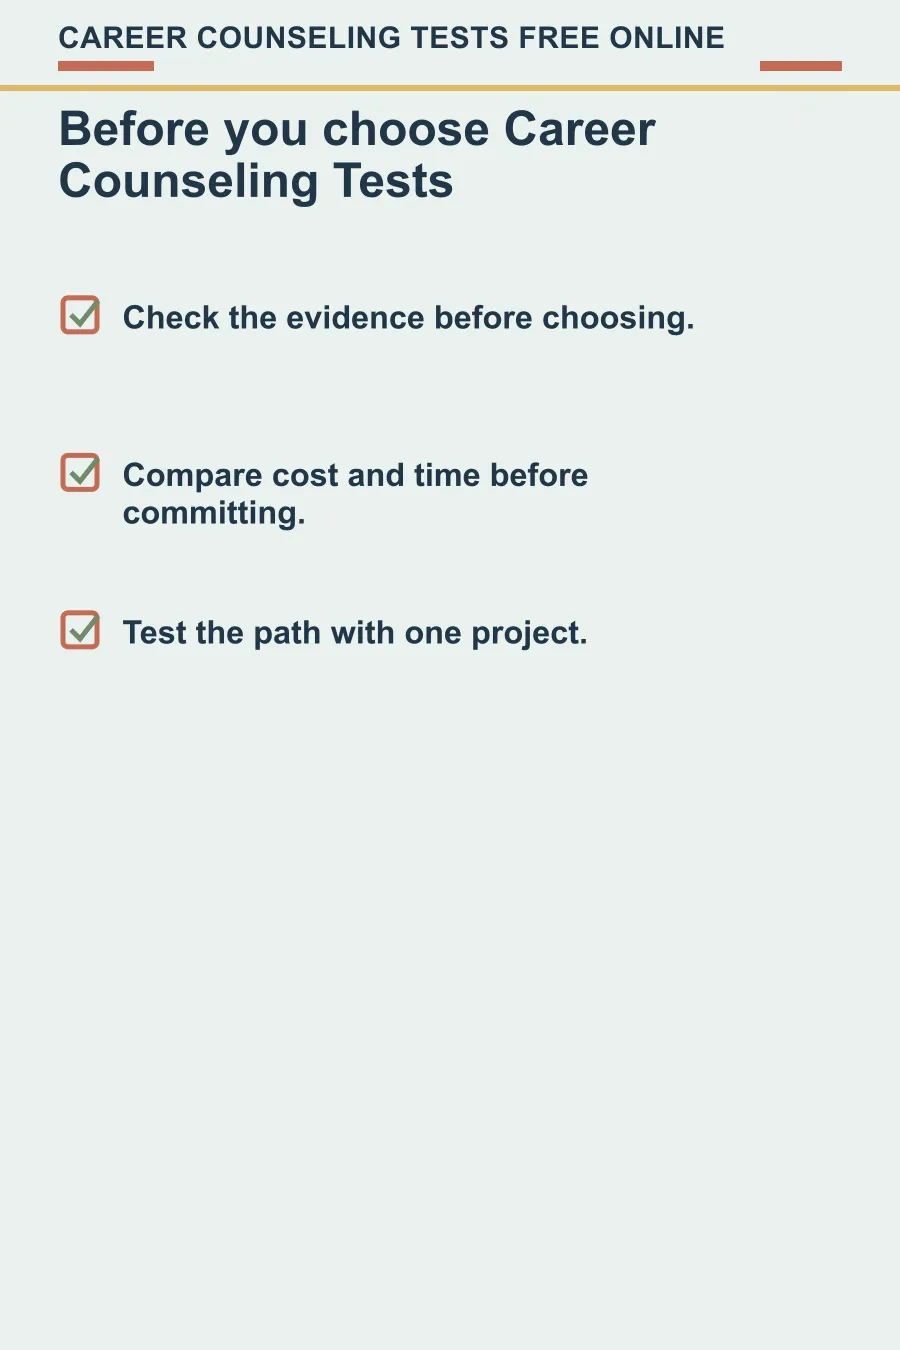 CAREER COUNSELING TESTS FREE ONLINE
Before you choose Career
Counseling Tests
Check the evidence before choosing.
Compare cost and time before
committing.
Test the path with one project.